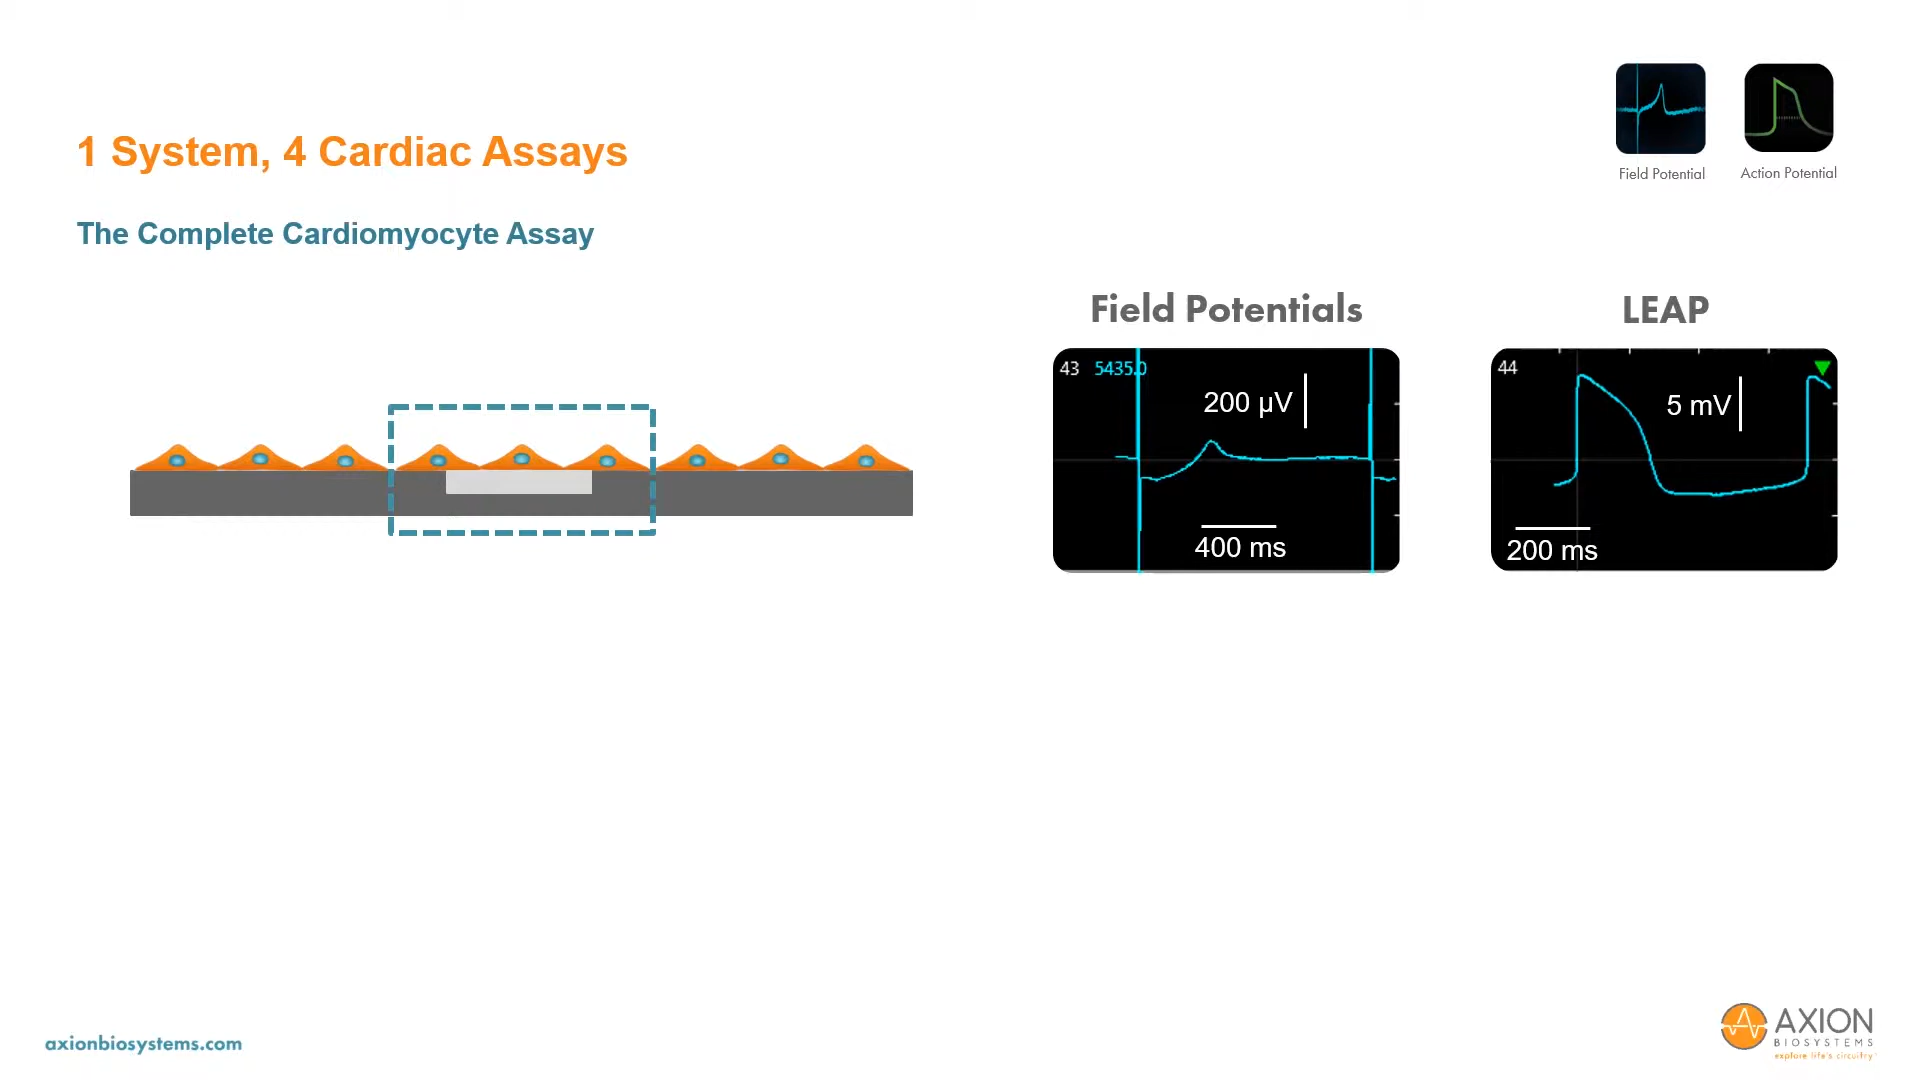 1 System, 4 Cardiac Assays
The Complete Cardiomyocyte Assay
Field Potential
Action Potential
Field Potentials
43 5435.0
200 µV
400 ms
LEAP
44
5 mV
200 ms
axionbiosystems.com
AXION
BIOSYSTEMS
explore life's circuitry